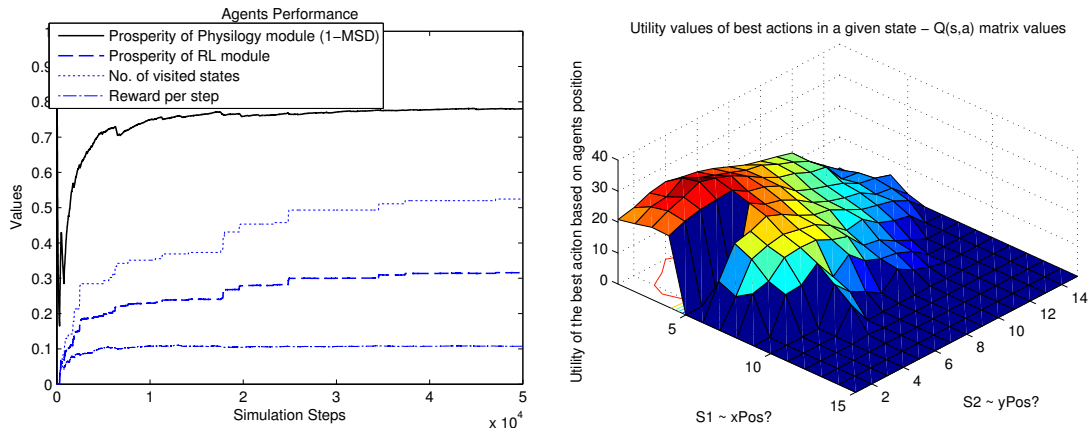 Agents Performance
Prosperity of Physilogy module (1−MSD)
Prosperity of RL module
No. of visited states
Reward per step
0
0.1
0.2
0.3
0.4
0.5
0.6
0.7
0.8
0.9
Values
0 1 2 3 4 5
x 10^4
Simulation Steps
Utility values of best actions in a given state − Q(s,a) matrix values
Utility of the best action based on agents position
40
30
20
10
0
5
10
15
2
4
6
8
10
12
14
S1 ~ xPos?
S2 ~ yPos?